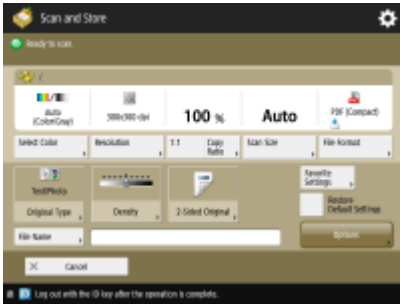 Scan and Store
Ready to scan.
/
Auto
(Color/Gray)
300x300 dpi
100 %
Auto
PDF (Compact)
Select Color
Resolution
1:1
Copy
Ratio
Scan Size
File Format
Text/Photo
Original Type
Density
2-Sided Original
Favorite
Settings
Restore
Default Settings
File Name
Options
Cancel
ID
Log out with the ID key after the operation is complete.